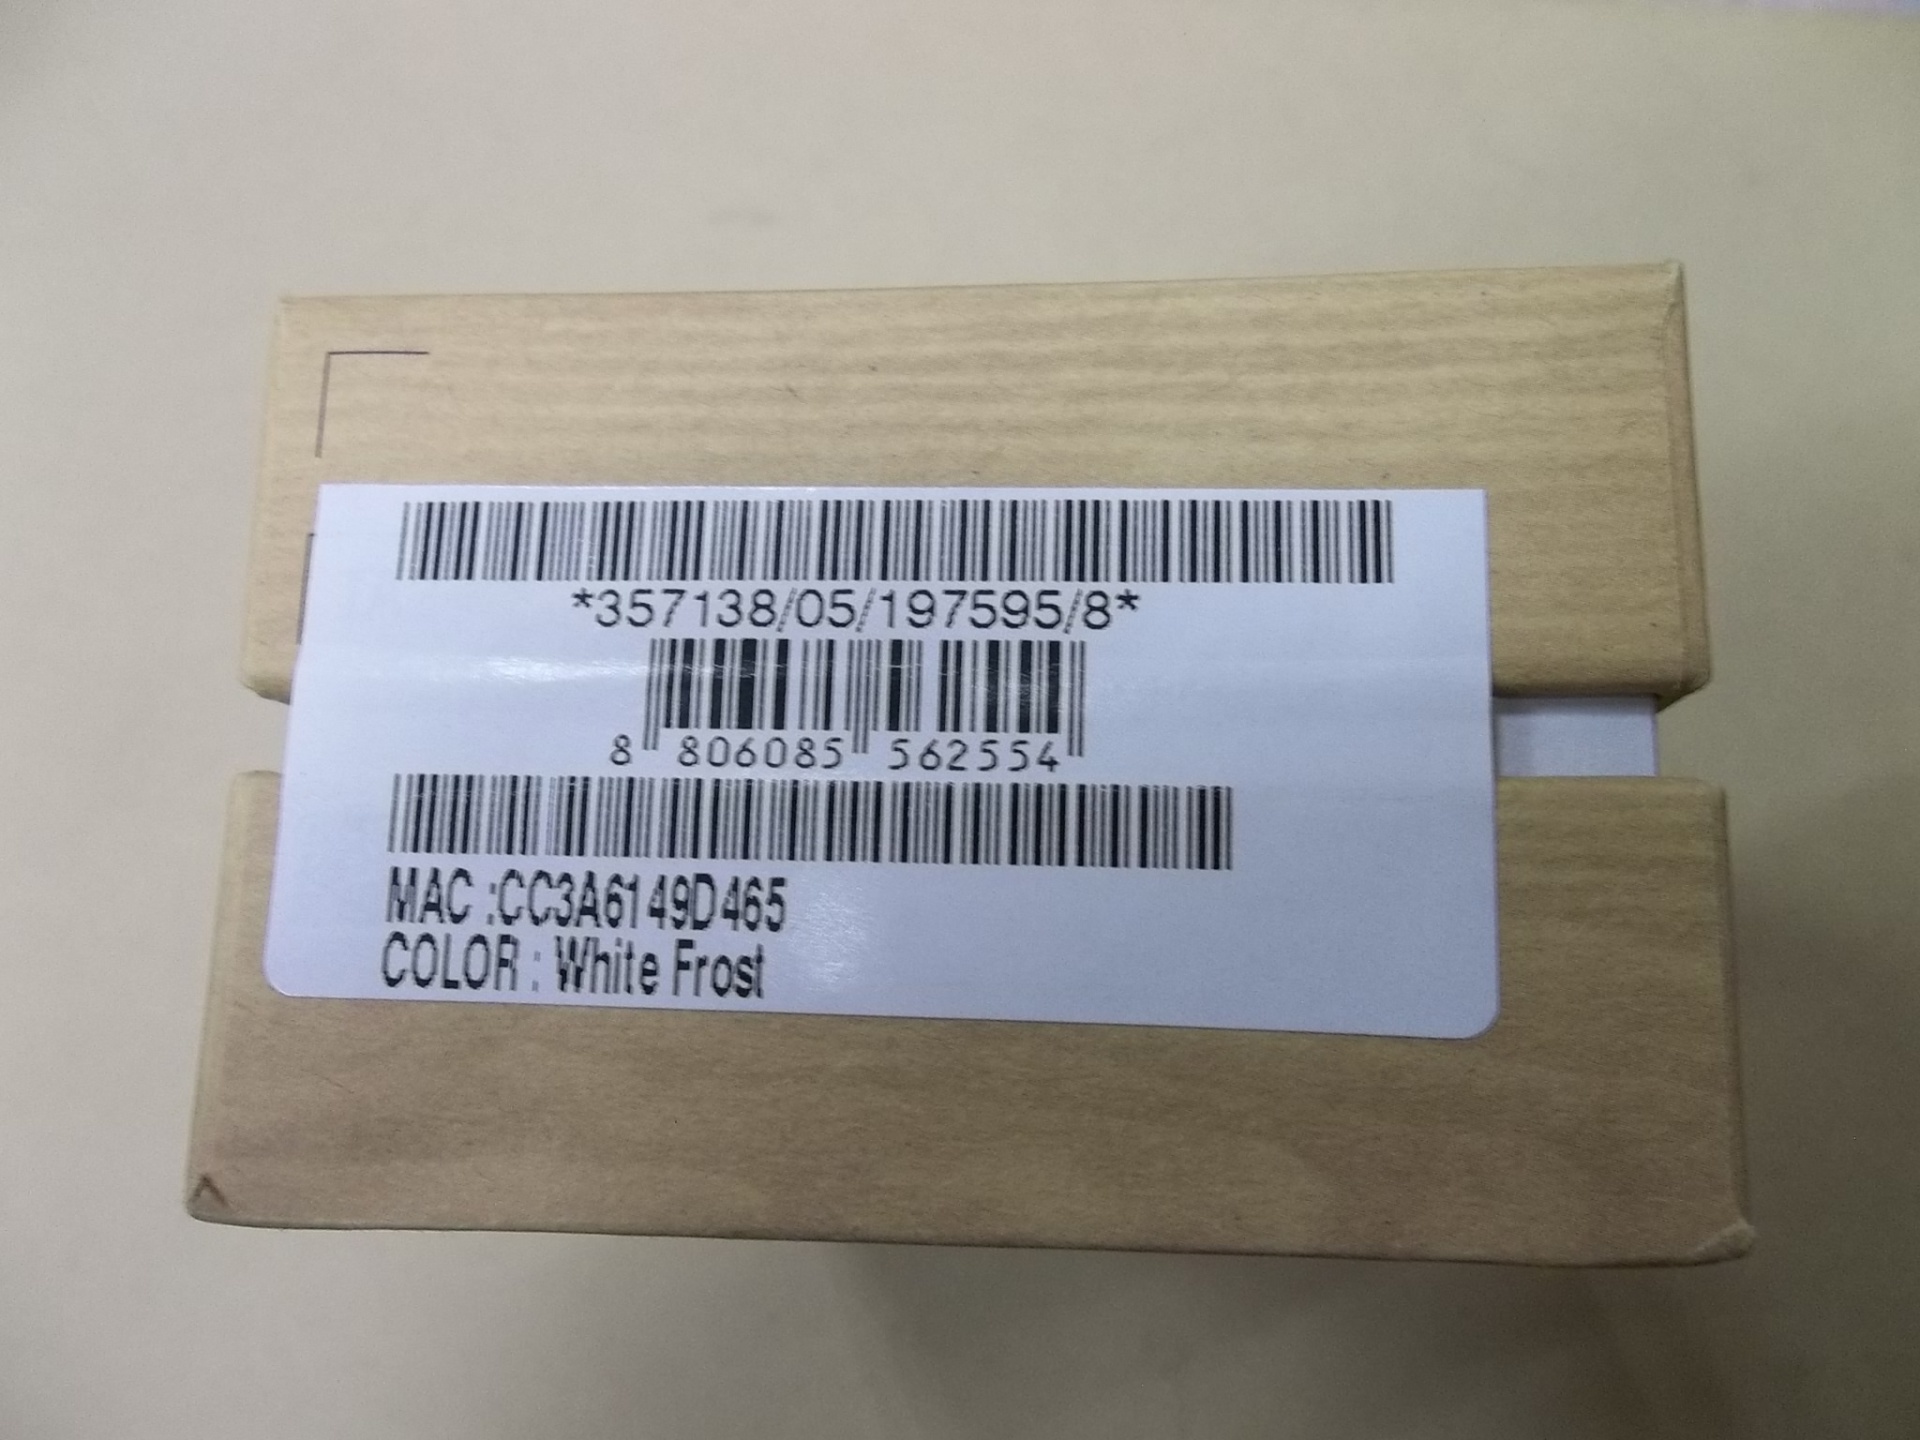 *357138/05/197595/8*
8 806085 562554
MAC :CC3A6149D465
COLOR : White Frost